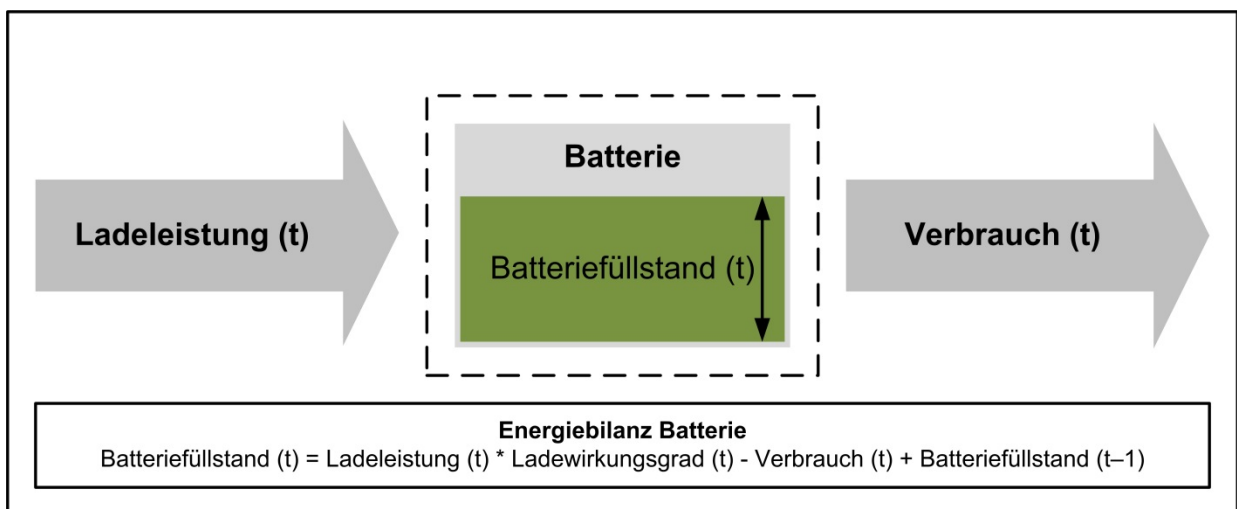 Batterie
Ladeleistung (t)
Batteriefüllstand (t)
Verbrauch (t)
Energiebilanz Batterie
Batteriefüllstand (t) = Ladeleistung (t) * Ladewirkungsgrad (t) - Verbrauch (t) + Batteriefüllstand (t–1)